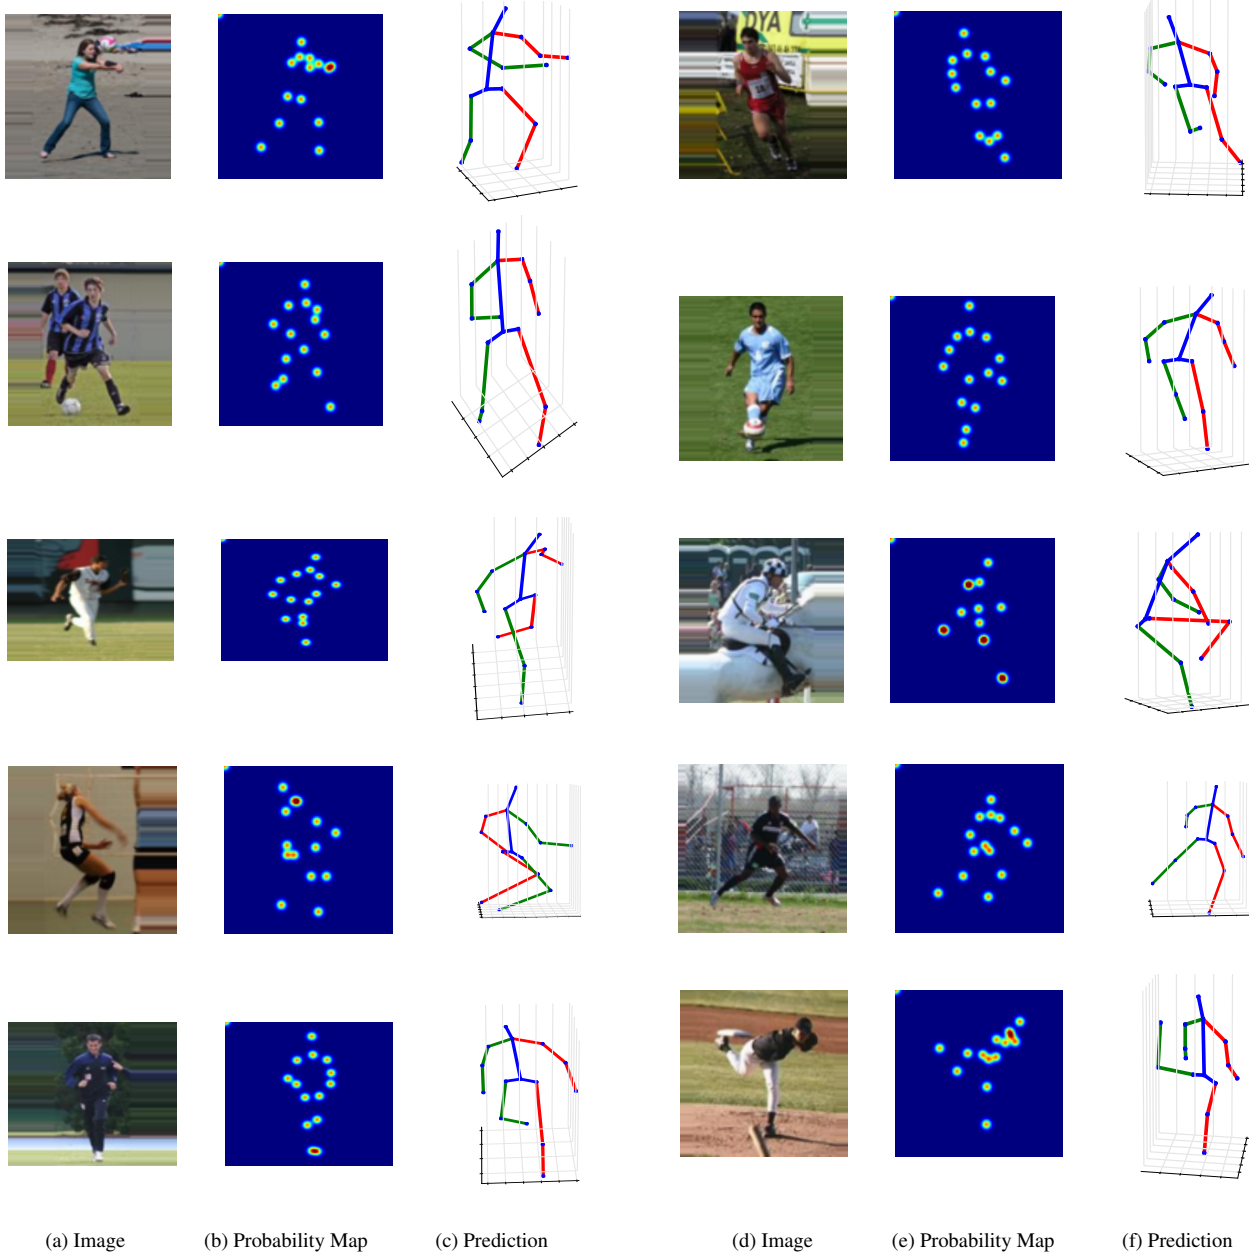 DYA
(a) Image
(b) Probability Map
(c) Prediction
(d) Image
(e) Probability Map
(f) Prediction